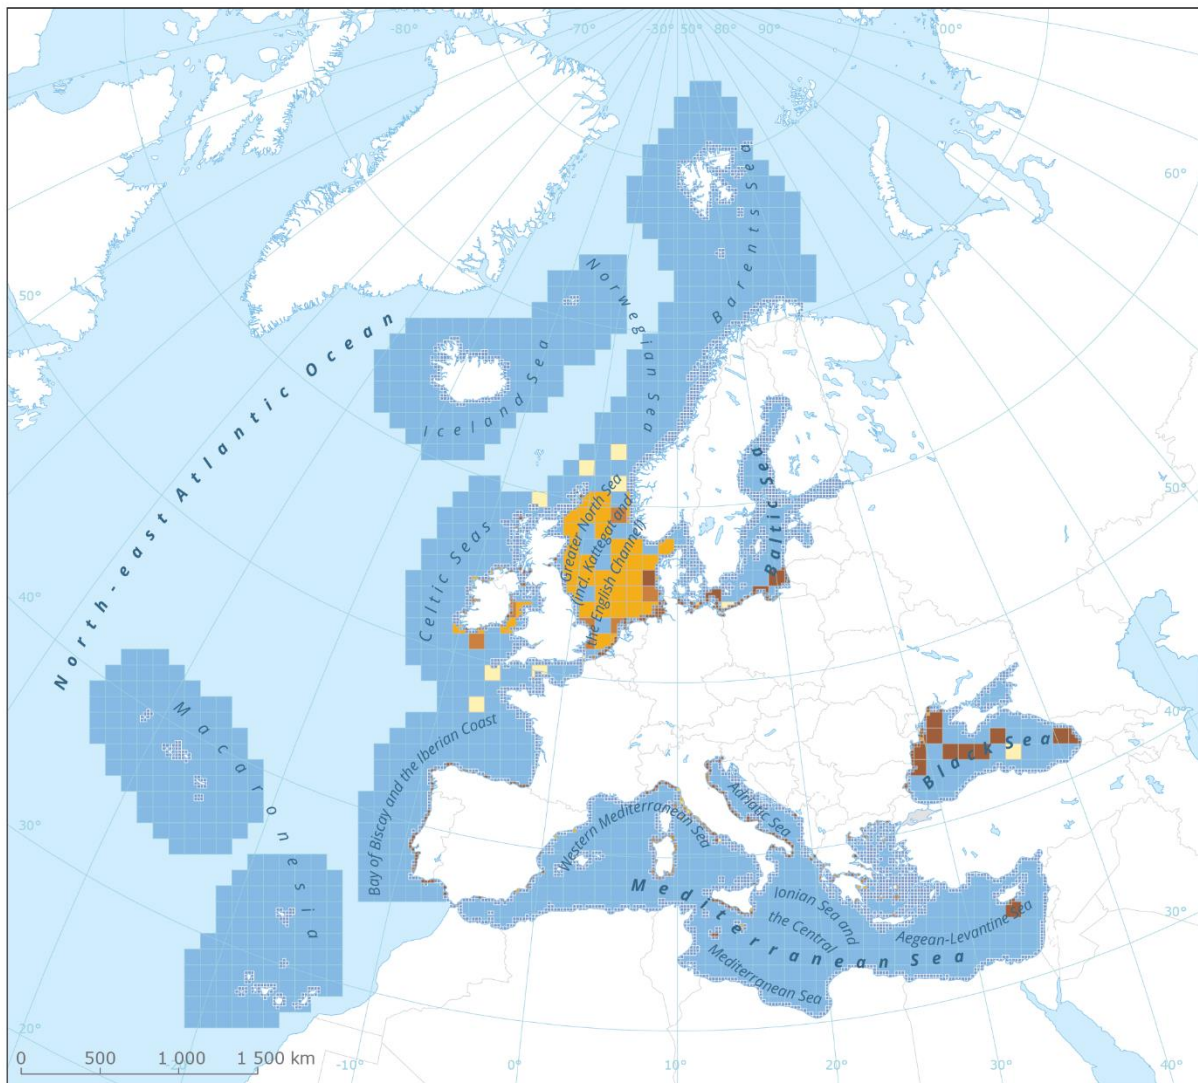 -80°
-70°
-30°
50°
80°
00°
60°
50°
50°
40°
40°
30°
30°
20°
-10°
0°
10°
20°
30°
40°
Barents Sea
Norwegian Sea
Iceland Sea
North-east Atlantic Ocean
Celtic Seas
Greater North Sea
(incl. Kattegat and
the English Channel)
Baltic Sea
Macaronesia
Bay of Biscay and the Iberian Coast
Black Sea
Adriatic Sea
Western Mediterranean Sea
Mediterranean Sea
Ionian Sea and
the Central
Mediterranean Sea
Aegean-Levantine Sea
0 500 1 000 1 500 km